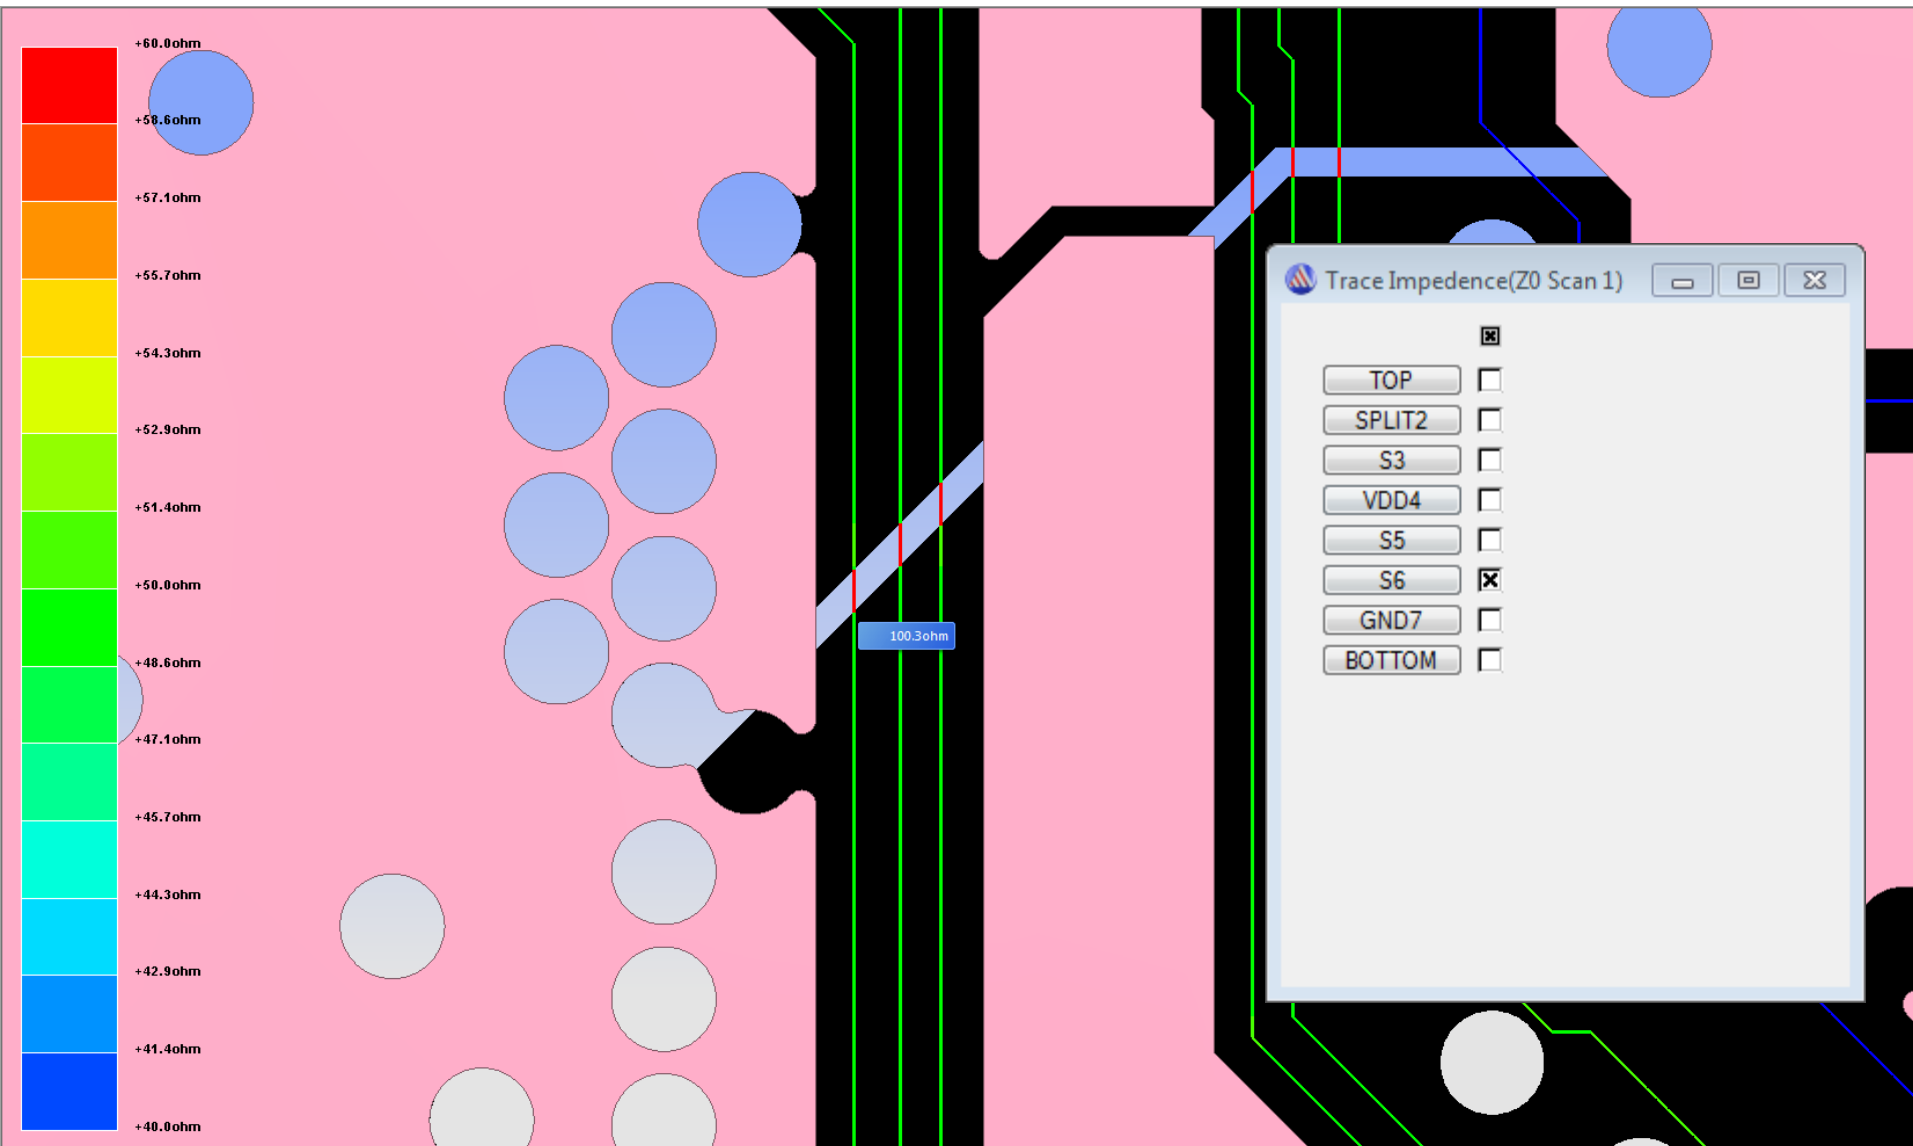 +60.0ohm
+58.6ohm
+57.1ohm
+55.7ohm
+54.3ohm
+52.9ohm
+51.4ohm
+50.0ohm
+48.6ohm
+47.1ohm
+45.7ohm
+44.3ohm
+42.9ohm
+41.4ohm
+40.0ohm
100.3ohm
Trace Impedence(Z0 Scan 1)
TOP
SPLIT2
S3
VDD4
S5
S6
GND7
BOTTOM